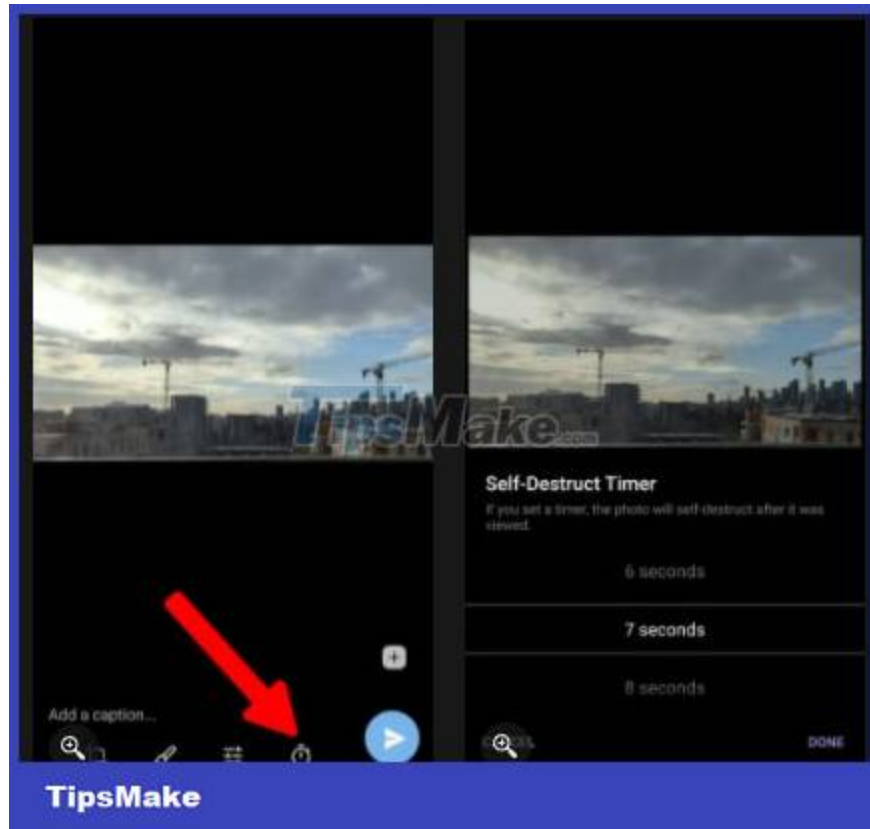 TipsMake.com
Add a caption...
Self-Destruct Timer
If you set a timer, the photo will self-destruct after it was
viewed.
6 seconds
7 seconds
8 seconds
DONE
TipsMake